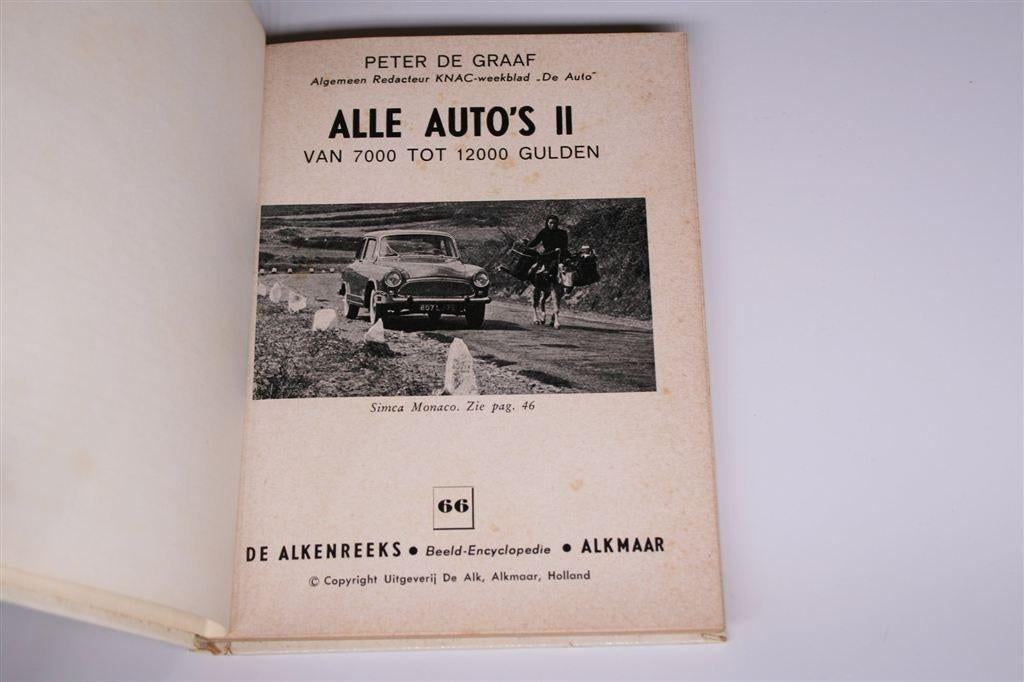 PETER DE GRAAF
Algemeen Redacteur KNAC-weekblad „De Auto"
ALLE AUTO'S II
VAN 7000 TOT 12000 GULDEN
Simca Monaco. Zie pag. 46
66
DE ALKENREEKS • Beeld-Encyclopedie • ALKMAAR
© Copyright Uitgeverij De Alk, Alkmaar, Holland